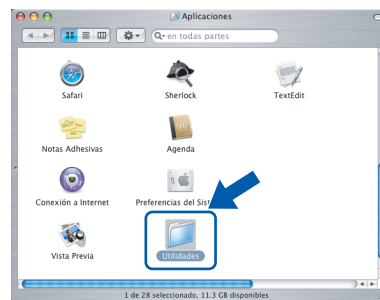 Aplicaciones
en todas partes
Safari
Sherlock
TextEdit
Notas Adhesivas
Agenda
Conexión a Internet
Preferencias del Sist
Vista Previa
Utilidades
1 de 28 seleccionado, 11.3 GB disponibles